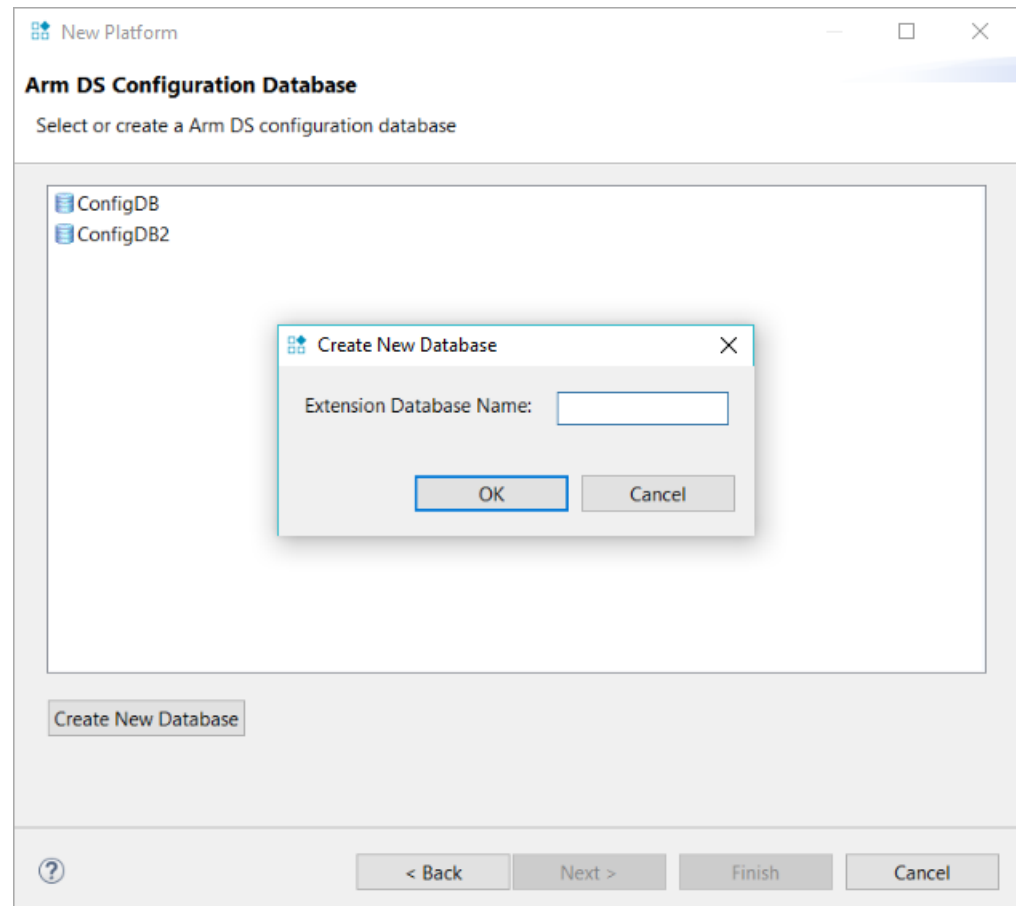 New Platform
Arm DS Configuration Database
Select or create a Arm DS configuration database
ConfigDB
ConfigDB2
Create New Database
Extension Database Name:
OK Cancel
Create New Database
? < Back Next > Finish Cancel